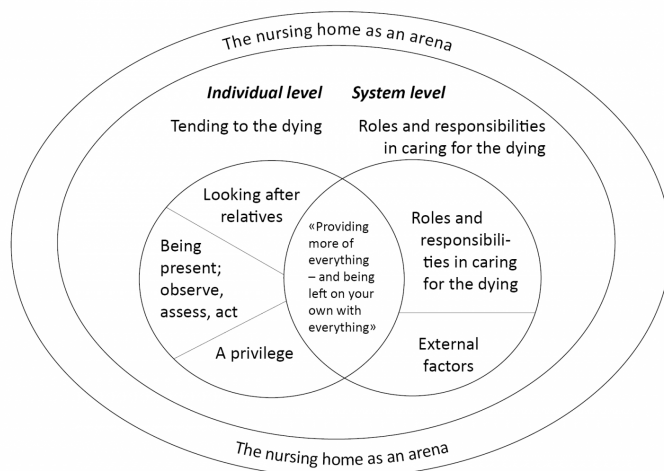 The nursing home as an arena
Individual level
System level
Tending to the dying
Roles and responsibilities
in caring for the dying
Looking after
relatives
Being
present;
observe,
assess, act
A privilege
«Providing
more of
everything
– and being
left on your
own with
everything»
Roles and
responsibili-
ties in caring
for the dying
External
factors
The nursing home as an arena